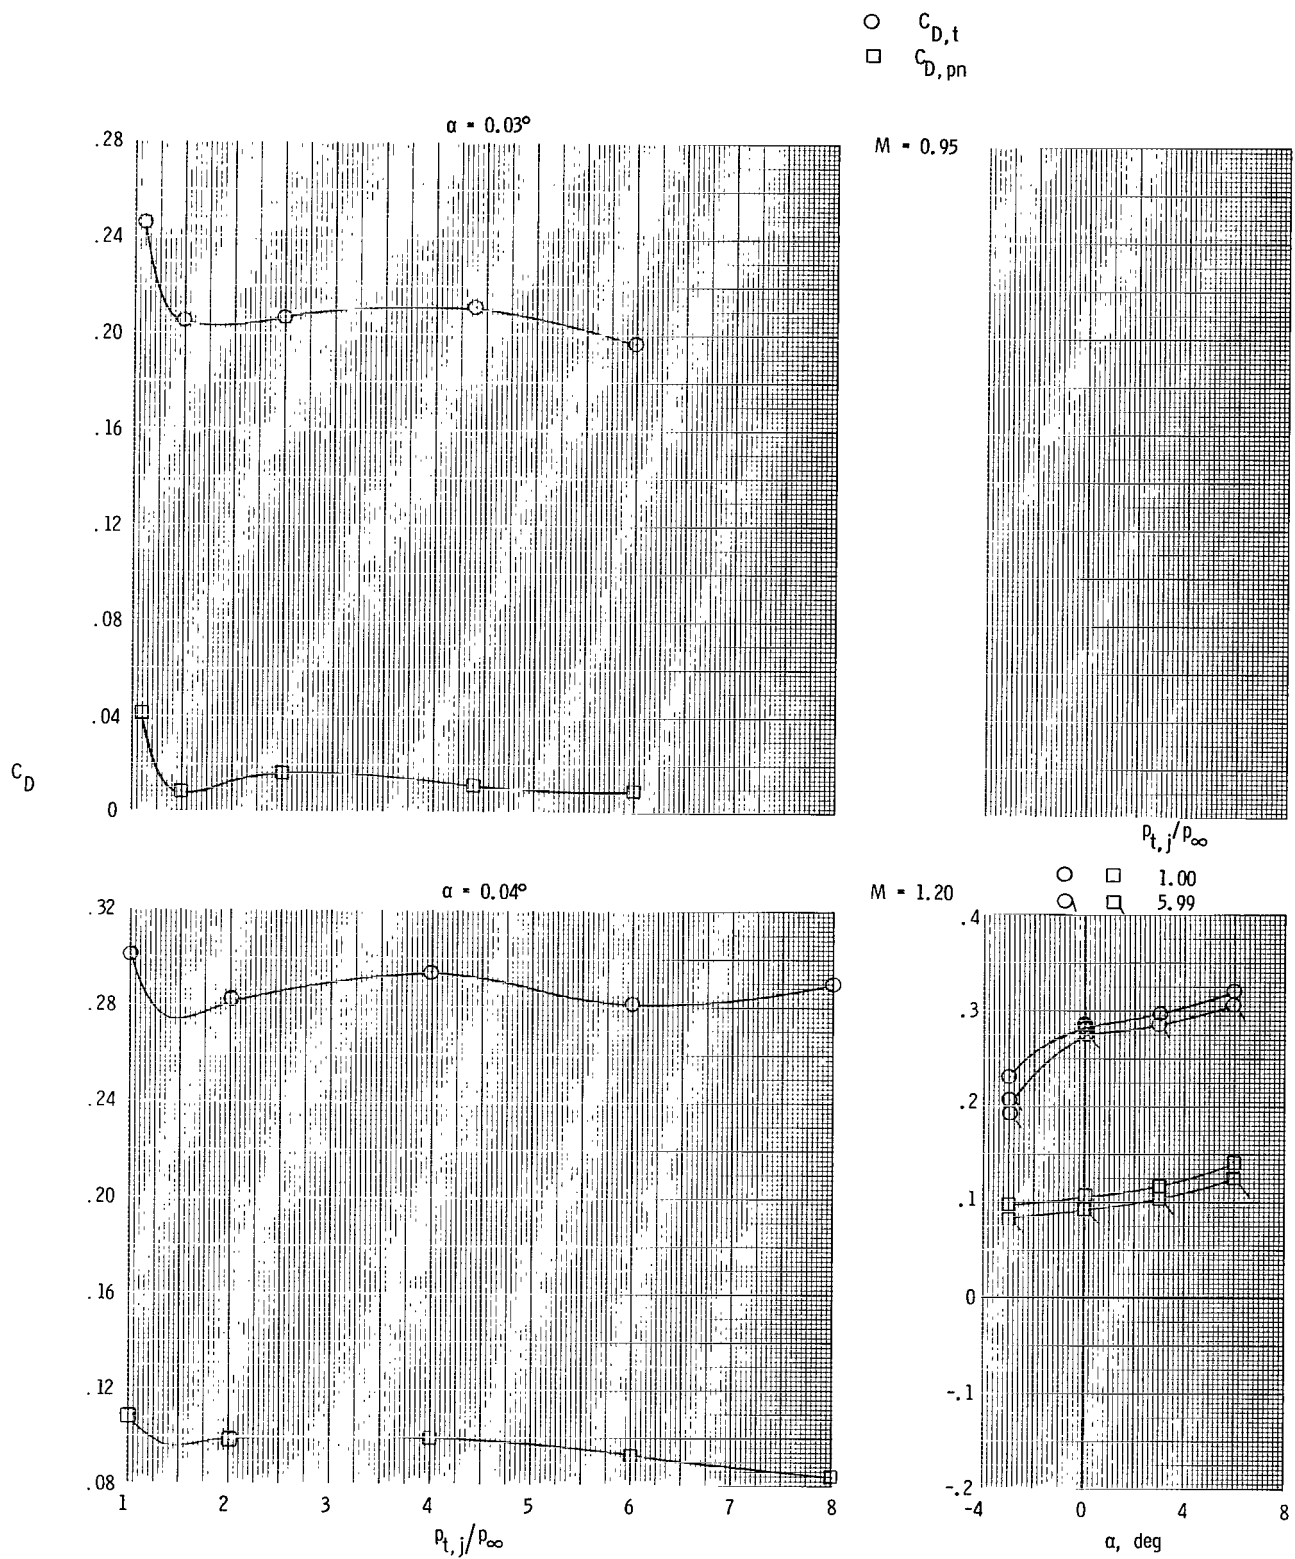 ○ C_D,t
□ C_D,pn
α = 0.03°
M = 0.95
.28
.24
.20
.16
.12
.08
.04
0
C_D
p_t,j/p_∞
○ □ 1.00
○ □ 5.99
α = 0.04°
M = 1.20
.32
.28
.24
.20
.16
.12
.08
1 2 3 4 5 6 7 8
p_t,j/p_∞
.4
.3
.2
.1
0
-.1
-.2
-4 0 4 8
α, deg